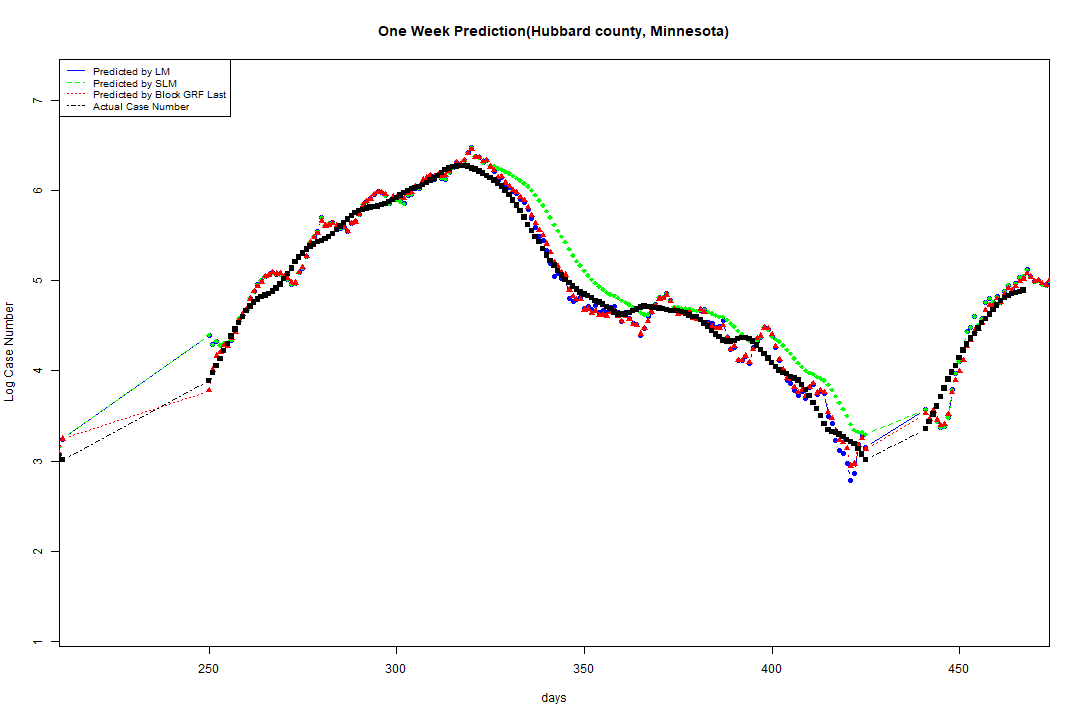 One Week Prediction(Hubbard county, Minnesota)
Predicted by LM
Predicted by SLM
Predicted by Block GRF Last
Actual Case Number
7
6
5
4
3
2
1
Log Case Number
250 300 350 400 450
days